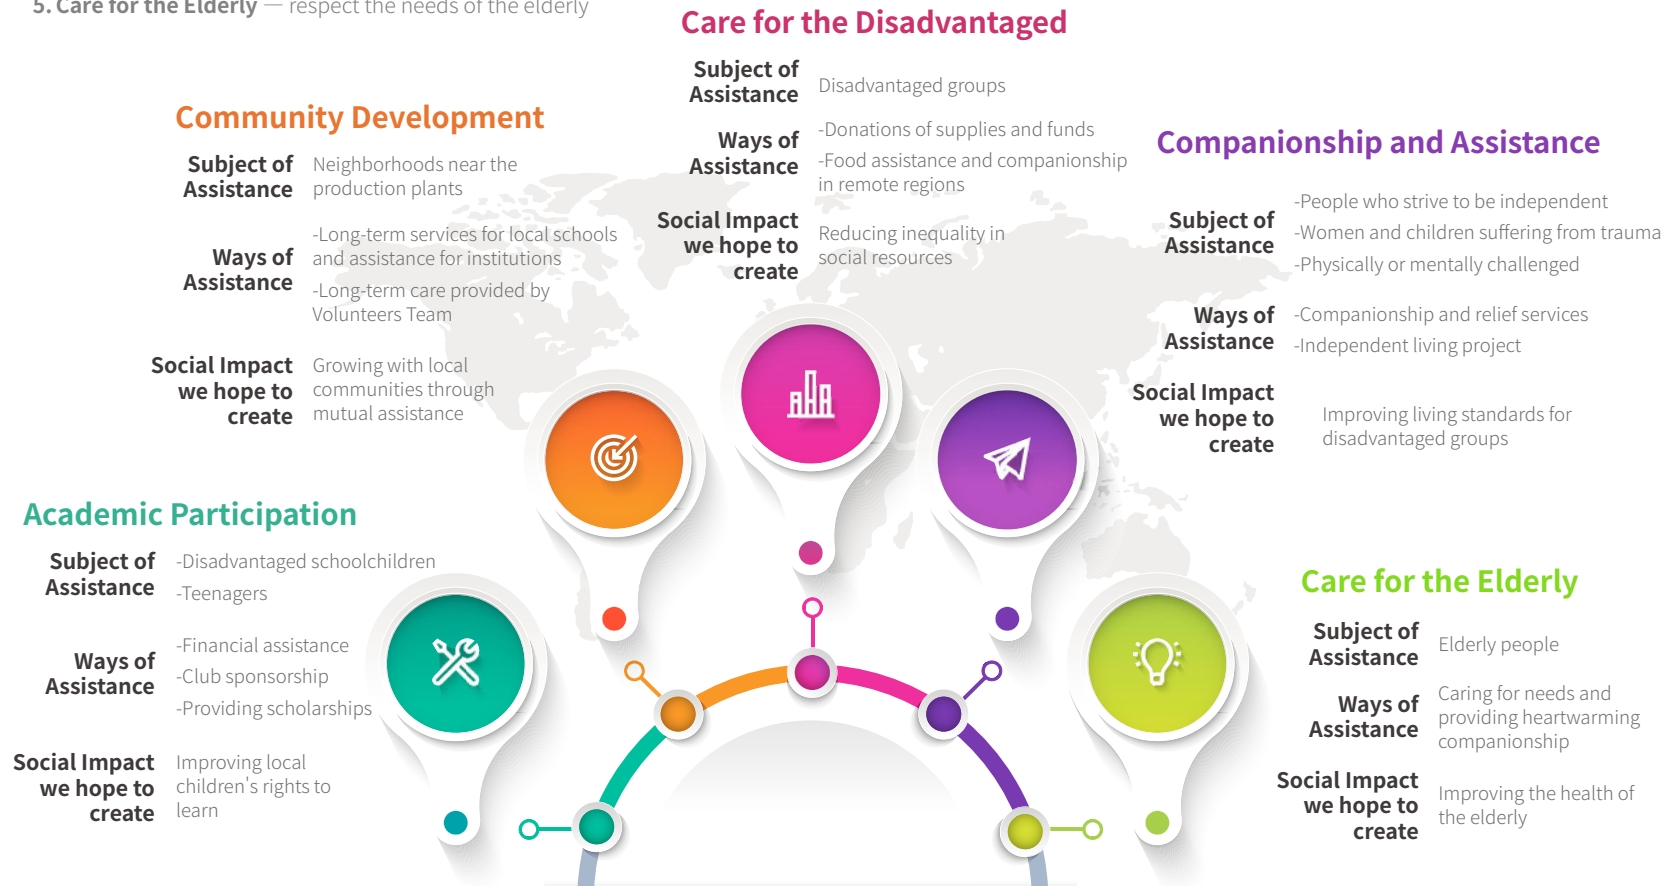 5. Care for the Elderly — respect the needs of the elderly
Care for the Disadvantaged
Subject of
Assistance
Disadvantaged groups
Ways of
Assistance
-Donations of supplies and funds
-Food assistance and companionship
in remote regions
Social Impact
we hope to
create
Reducing inequality in
social resources
Community Development
Subject of
Assistance
Neighborhoods near the
production plants
Ways of
Assistance
-Long-term services for local schools
and assistance for institutions
-Long-term care provided by
Volunteers Team
Social Impact
we hope to
create
Growing with local
communities through
mutual assistance
Companionship and Assistance
Subject of
Assistance
-People who strive to be independent
-Women and children suffering from trauma
-Physically or mentally challenged
Ways of
Assistance
-Companionship and relief services
-Independent living project
Social Impact
we hope to
create
Improving living standards for
disadvantaged groups
Academic Participation
Subject of
Assistance
-Disadvantaged schoolchildren
-Teenagers
Ways of
Assistance
-Financial assistance
-Club sponsorship
-Providing scholarships
Social Impact
we hope to
create
Improving local
children's rights to
learn
Care for the Elderly
Subject of
Assistance
Elderly people
Ways of
Assistance
Caring for needs and
providing heartwarming
companionship
Social Impact
we hope to
create
Improving the health of
the elderly